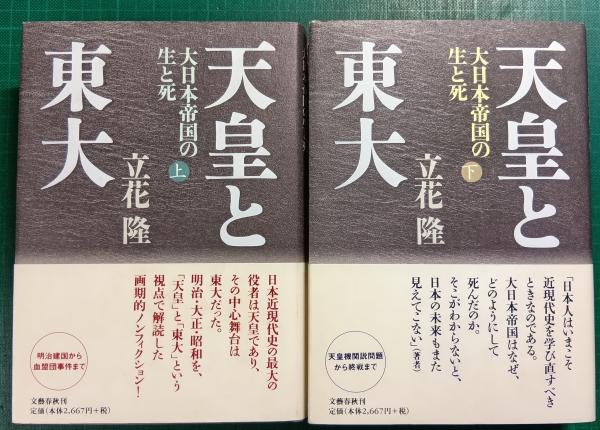 天皇と
東大
大日本帝国の
生と死
上
立花 隆
日本近現代史の最大の
役者は天皇であり、
その中心舞台は
東大だった。
明治・大正・昭和を、
「天皇」と「東大」という
視点で解読した
画期的ノンフィクション!
明治建国から
血盟団事件まで
文藝春秋刊
定価(本体2,667円+税)
天皇と
東大
大日本帝国の
生と死
下
立花 隆
「日本人はいまこそ
近現代史を学び直すべき
ときなのである。
大日本帝国はなぜ、
どのようにして
死んだのか。
そこがわからないと、
日本の未来もまた
見えてこない」(著者)
天皇機関説問題
から終戦まで
文藝春秋刊
定価(本体2,667円+税)